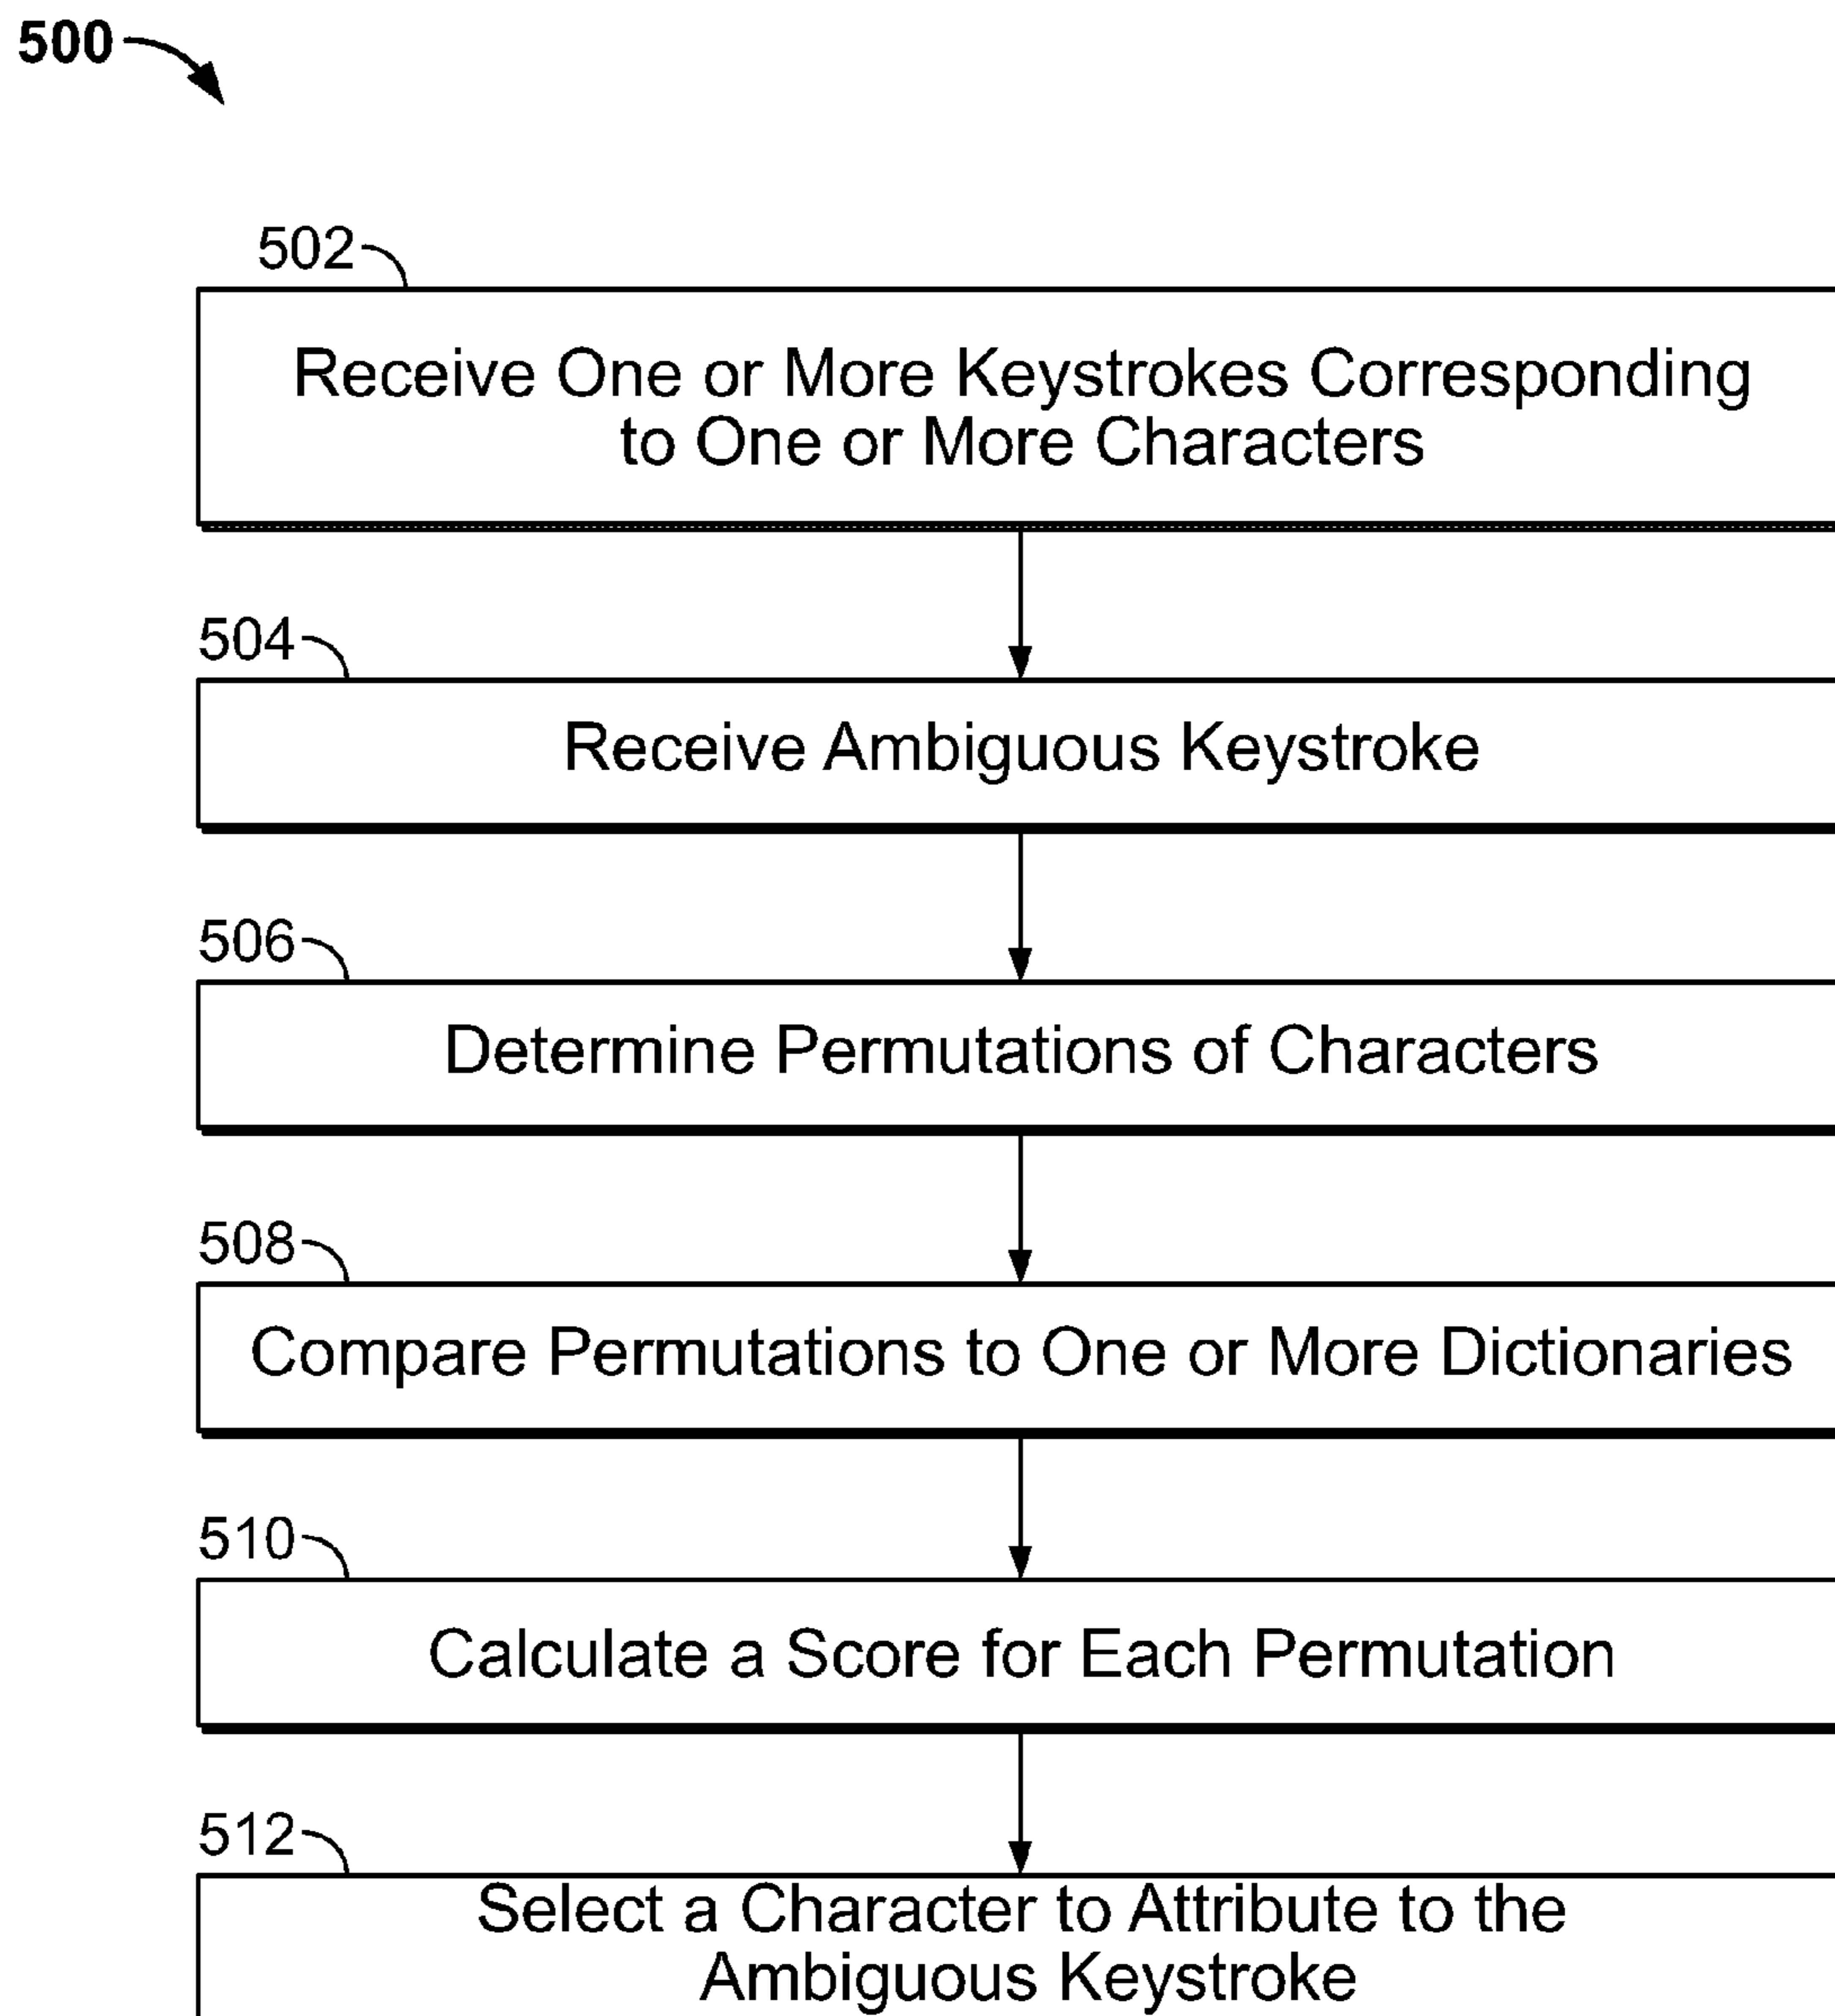 500
502
Receive One or More Keystrokes Corresponding
to One or More Characters
504
Receive Ambiguous Keystroke
506
Determine Permutations of Characters
508
Compare Permutations to One or More Dictionaries
510
Calculate a Score for Each Permutation
512
Select a Character to Attribute to the
Ambiguous Keystroke